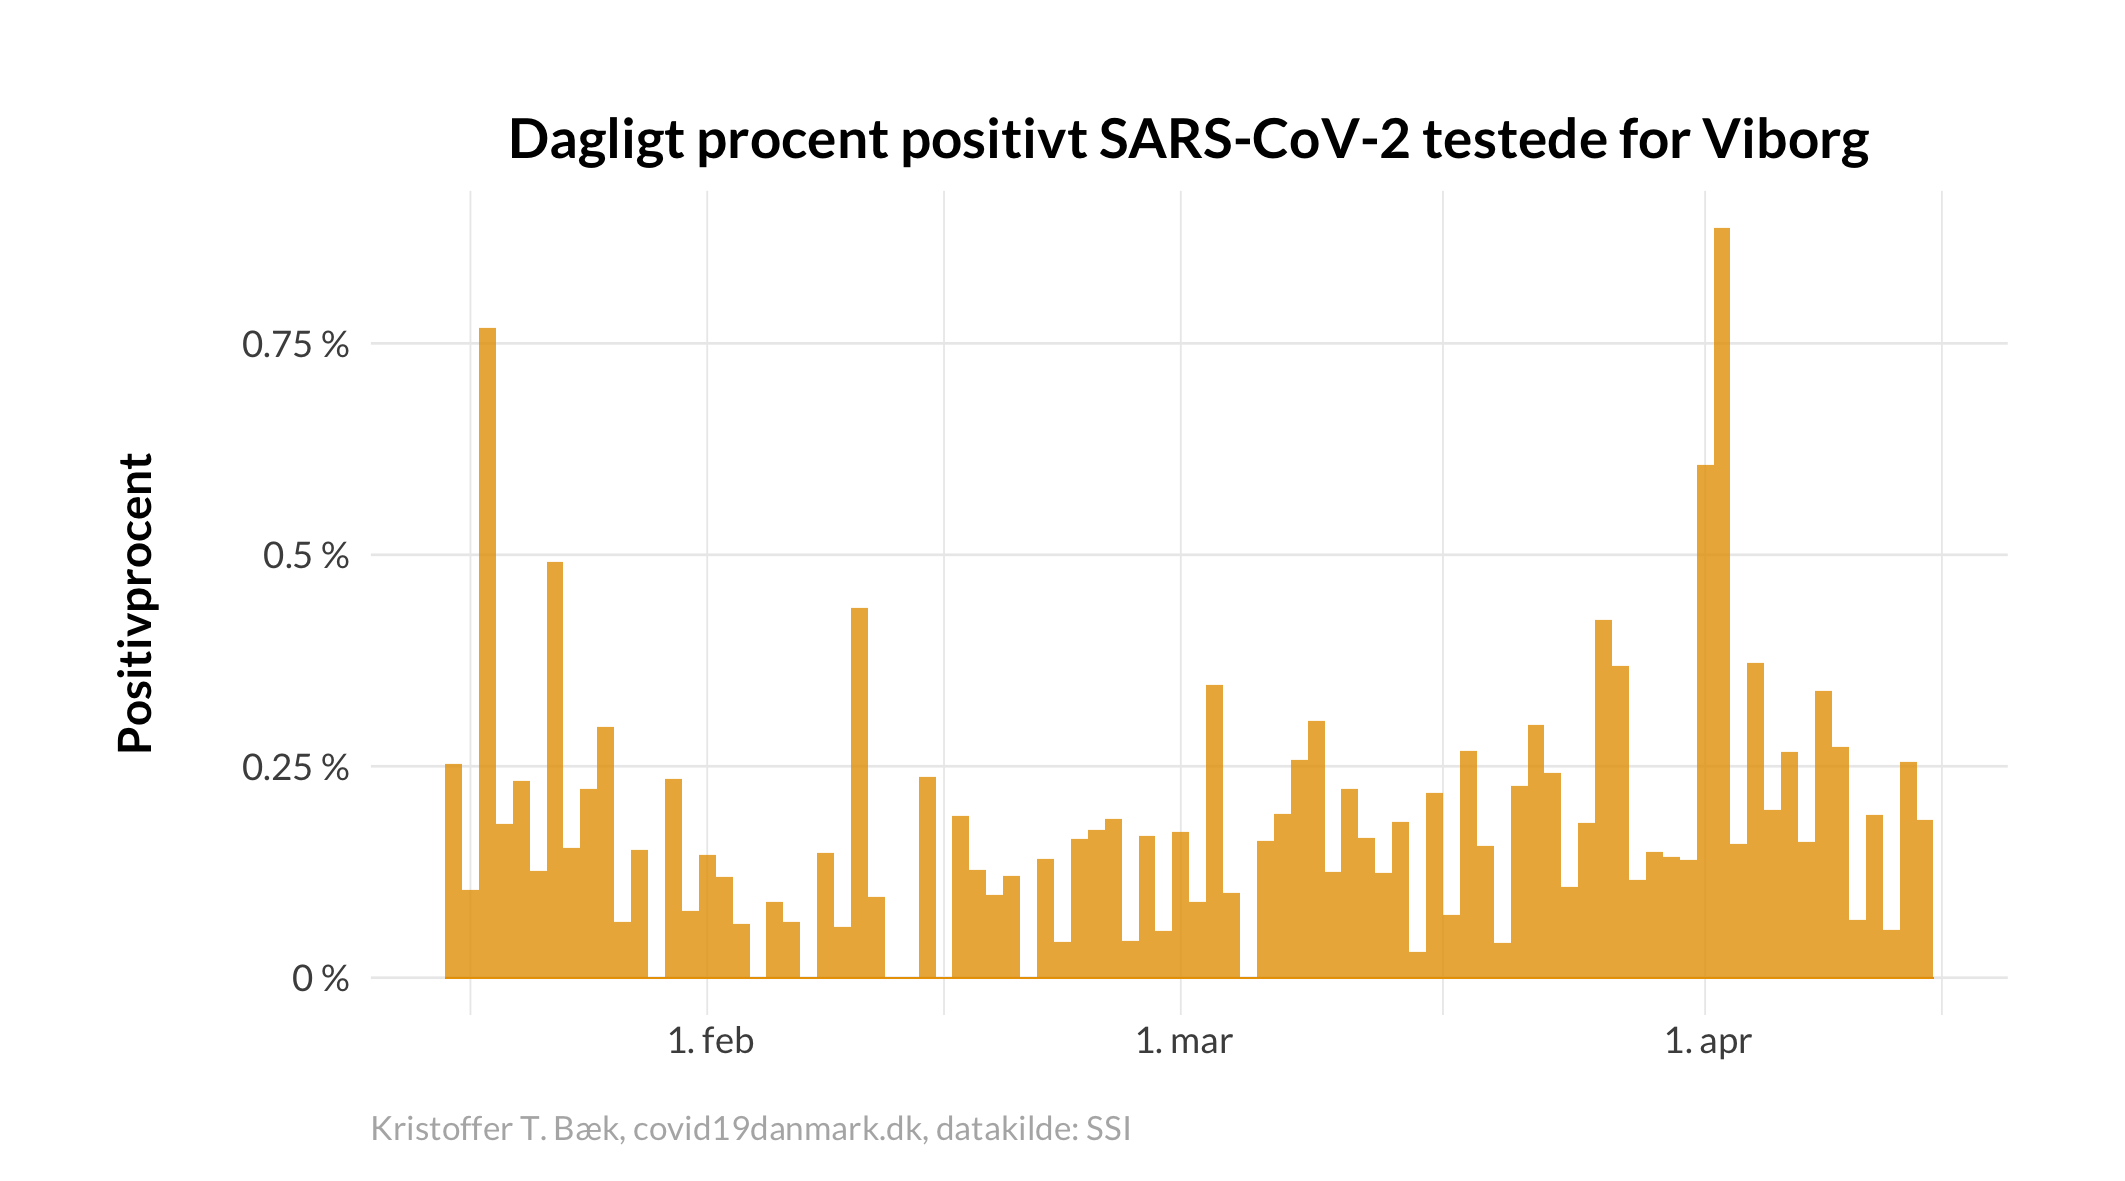 Dagligt procent positivt SARS-CoV-2 testede for Viborg
Positivprocent
0.75 %
0.5 %
0.25 %
0 %
1. feb
1. mar
1. apr
Kristoffer T. Bæk, covid19danmark.dk, datakilde: SSI